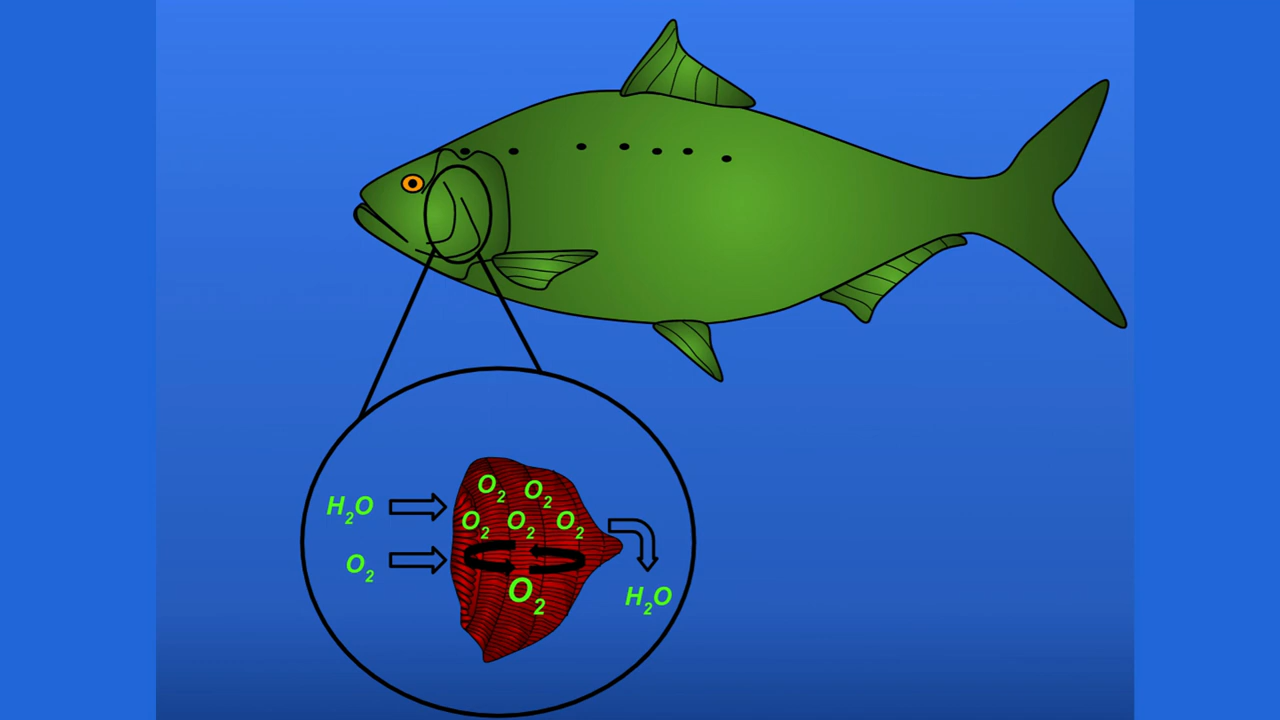 O₂ O₂
H₂O O₂ O₂ O₂
O₂
O₂ H₂O